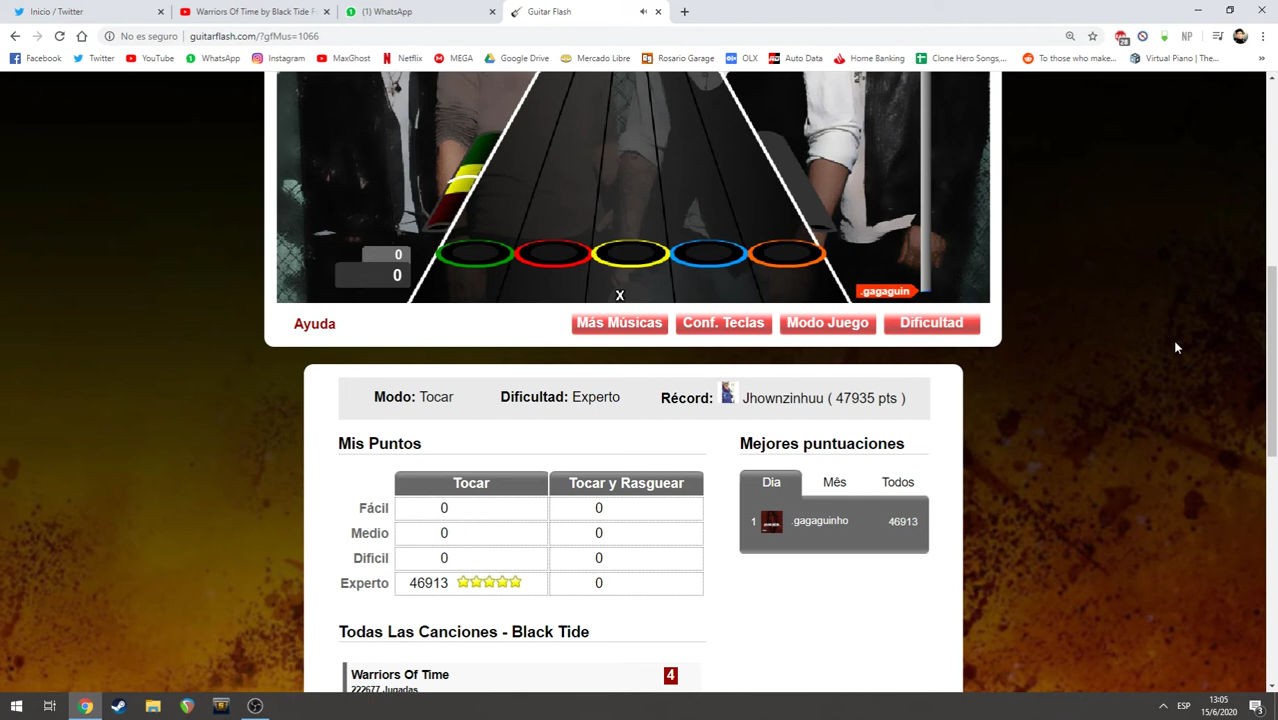 Inicio / Twitter
Warriors Of Time by Black Tide F
(1) WhatsApp
Guitar Flash
No es seguro
guitarflash.com/?gfMus=1066
28
NP
Facebook
Twitter
YouTube
WhatsApp
Instagram
MaxGhost
Netflix
MEGA
Google Drive
Mercado Libre
Rosario Garage
OLX
Auto Data
Home Banking
Clone Hero Songs,...
To those who make...
Virtual Piano | The...
0
0
X
.gagaguin
Ayuda
Más Músicas
Conf. Teclas
Modo Juego
Dificultad
Modo: Tocar
Dificultad: Experto
Récord: Jhownzinhuu ( 47935 pts )
Mis Puntos
Tocar
Tocar y Rasguear
Fácil 0 0
Medio 0 0
Dificil 0 0
Experto 46913 0
Mejores puntuaciones
Dia
Mês
Todos
1 .gagaguinho 46913
Todas Las Canciones - Black Tide
Warriors Of Time
4
222677 Jugadas
ESP
13:05
15/6/2020
3